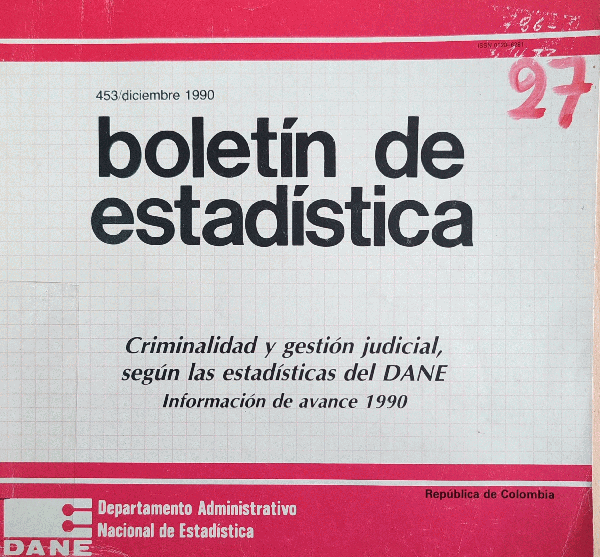 453/diciembre 1990
27
boletín de
estadística
Criminalidad y gestión judicial,
según las estadísticas del DANE
Información de avance 1990
República de Colombia
Departamento Administrativo
Nacional de Estadística
DANE